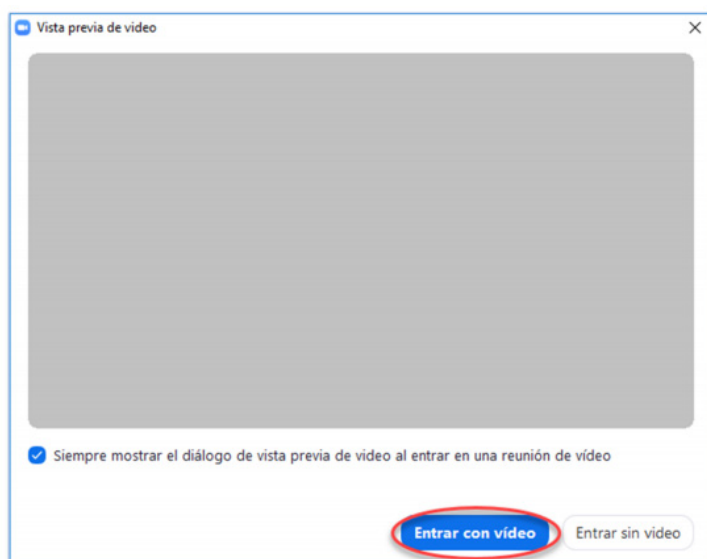 Vista previa de video
Siempre mostrar el diálogo de vista previa de video al entrar en una reunión de vídeo
Entrar con vídeo
Entrar sin video